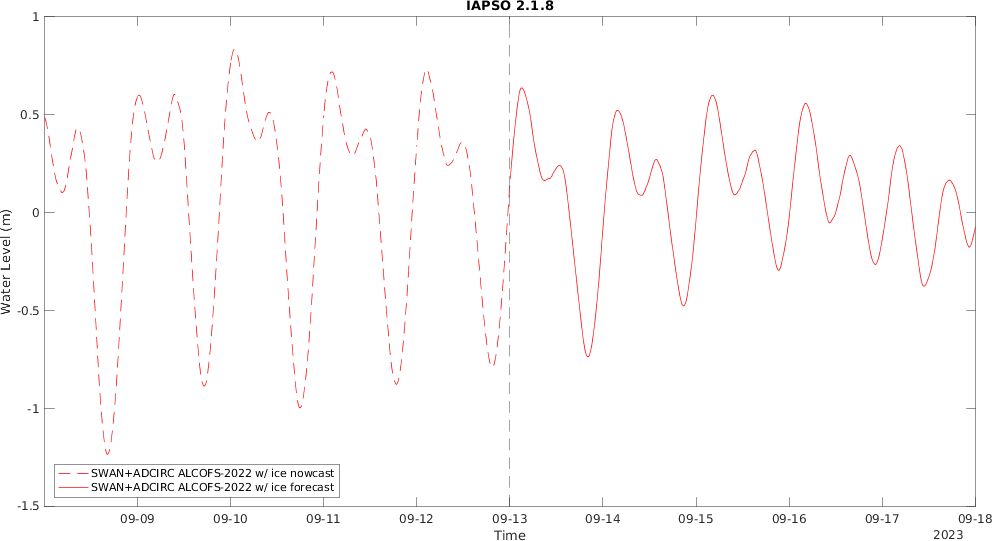 IAPSO 2.1.8
1
0.5
0
-0.5
-1
-1.5
Water Level (m)
SWAN+ADCIRC ALCOFS-2022 w/ ice nowcast
SWAN+ADCIRC ALCOFS-2022 w/ ice forecast
09-09 09-10 09-11 09-12 09-13 09-14 09-15 09-16 09-17 09-18
Time
2023